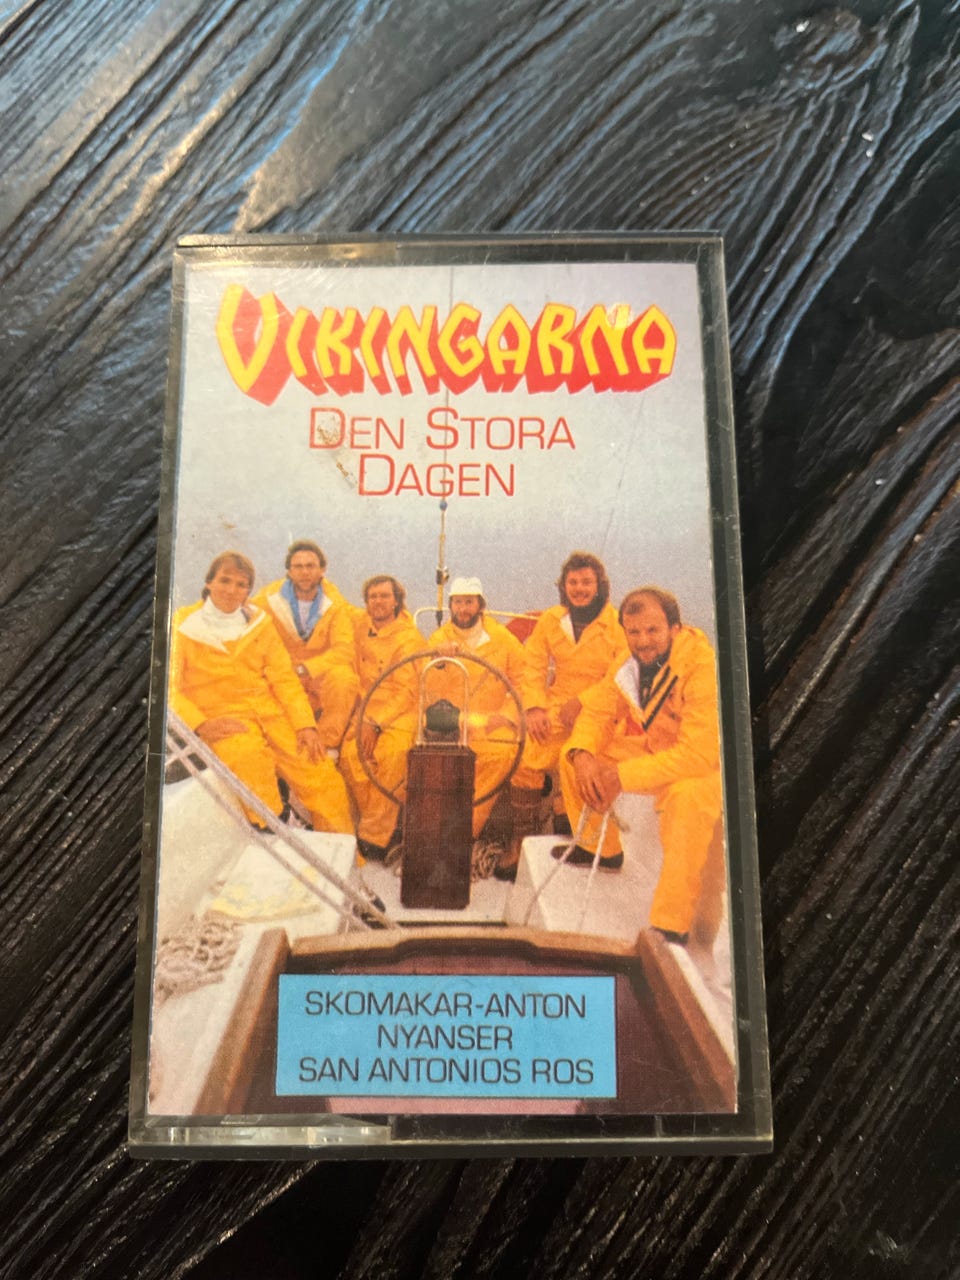 VIKINGARNA
DEN STORA
DAGEN
SKOMAKAR-ANTON
NYANSER
SAN ANTONIOS ROS